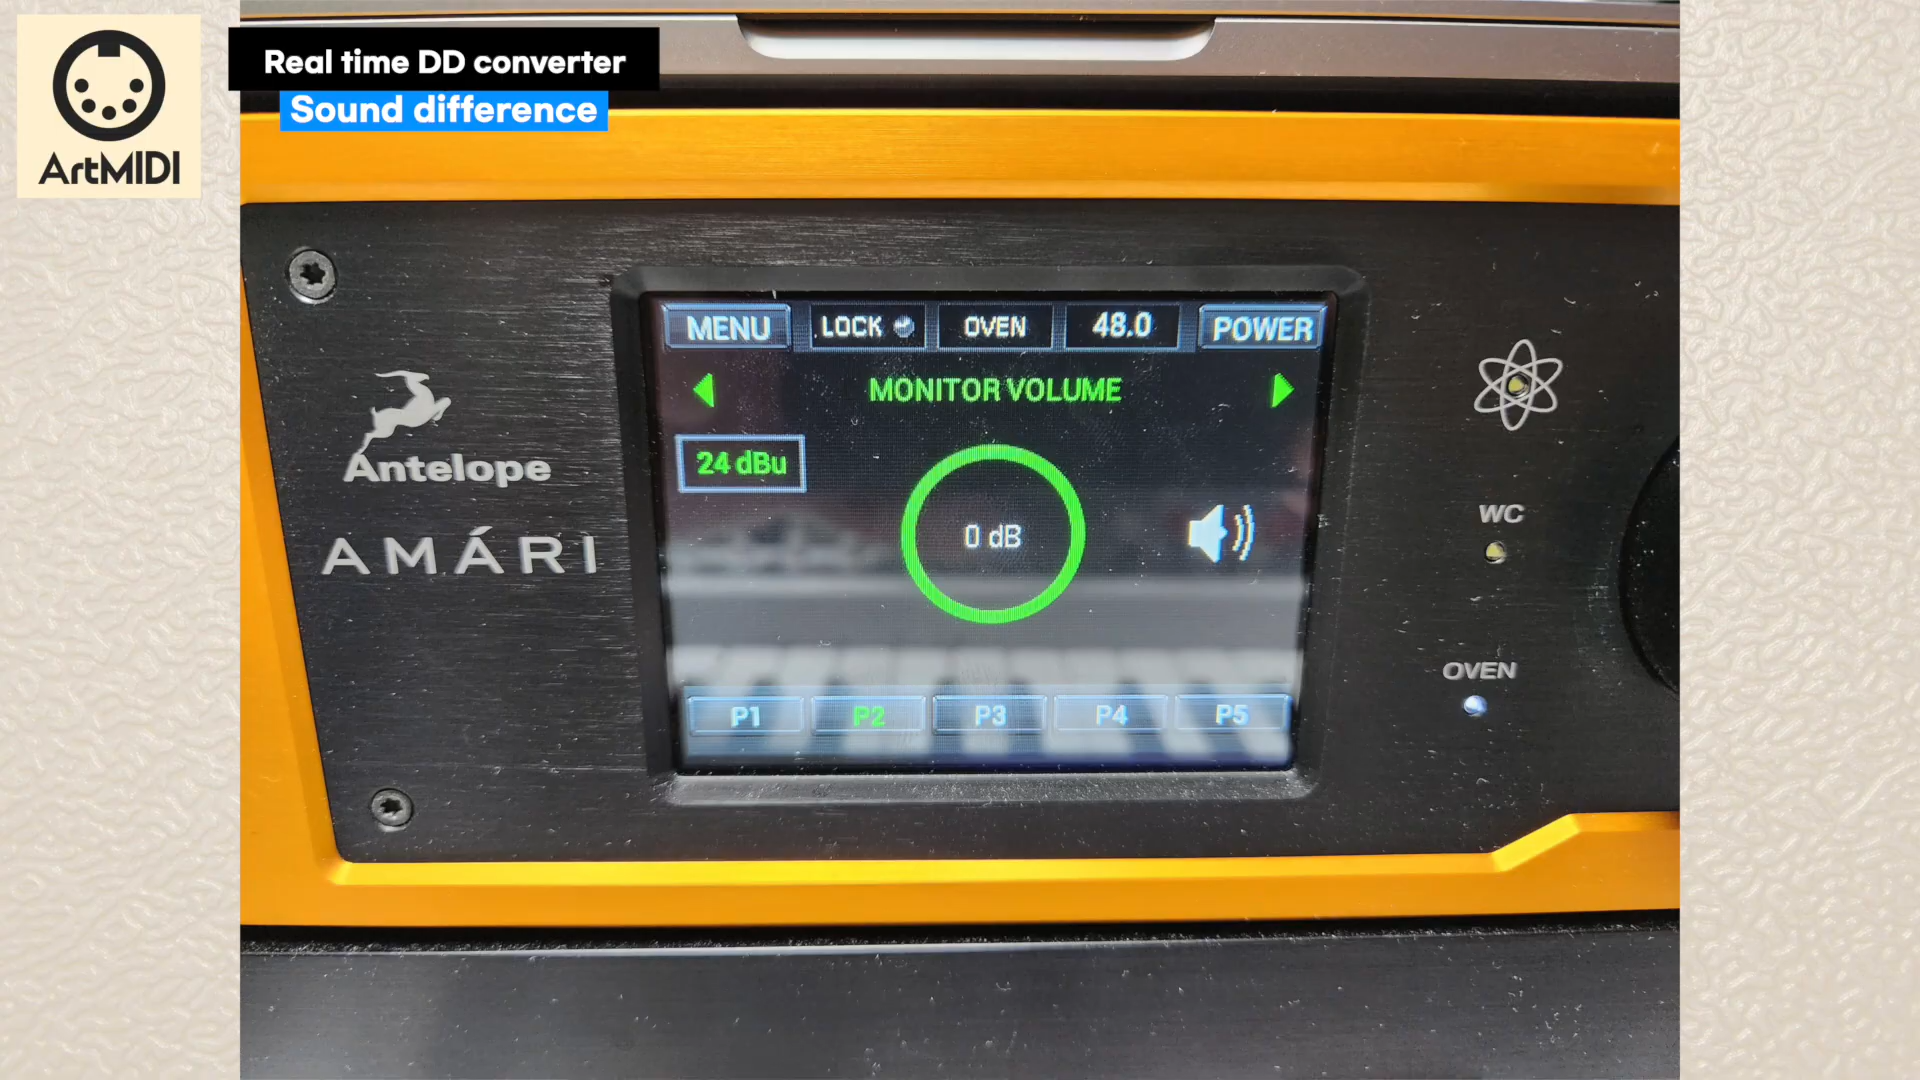 Real time DD converter
Sound difference
ArtMIDI
MENU
LOCK
OVEN
48.0
POWER
MONITOR VOLUME
24 dBu
0 dB
Antelope
AMÁRI
WC
OVEN
P1
P2
P3
P4
P5